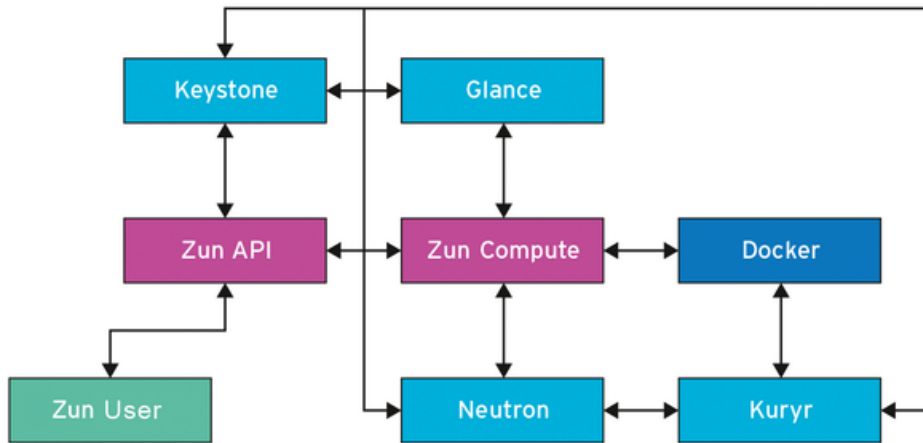 Keystone
Glance
Zun API
Zun Compute
Docker
Zun User
Neutron
Kuryr